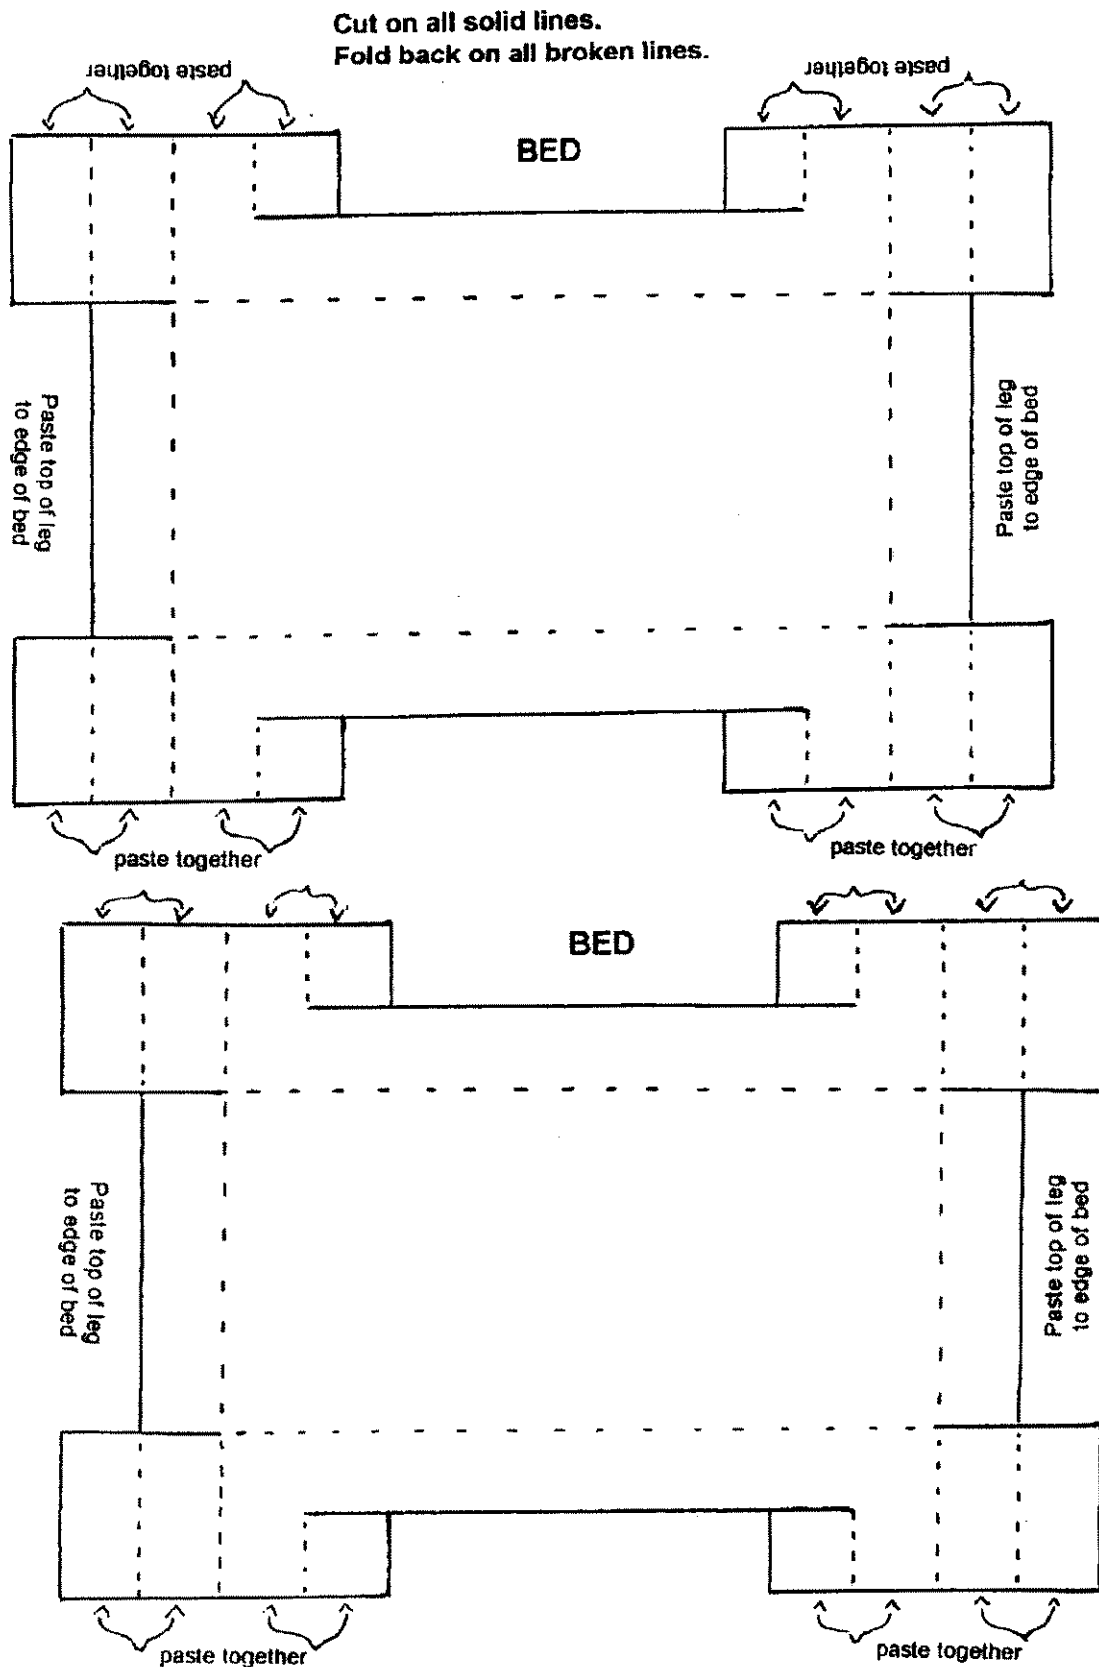 Cut on all solid lines.
Fold back on all broken lines.
paste together
paste together
BED
Paste top of leg
to edge of bed
Paste top of leg
to edge of bed
paste together
paste together
BED
Paste top of leg
to edge of bed
Paste top of leg
to edge of bed
paste together
paste together